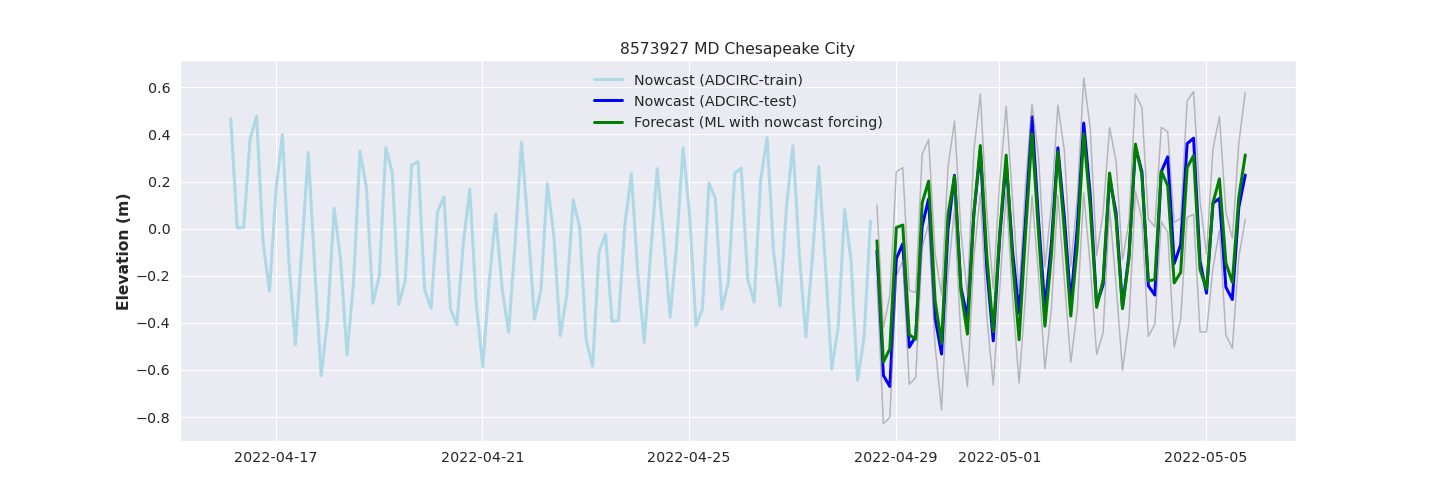 8573927 MD Chesapeake City
Nowcast (ADCIRC-train)
Nowcast (ADCIRC-test)
Forecast (ML with nowcast forcing)
Elevation (m)
0.6
0.4
0.2
0.0
−0.2
−0.4
−0.6
−0.8
2022-04-17 2022-04-21 2022-04-25 2022-04-29 2022-05-01 2022-05-05